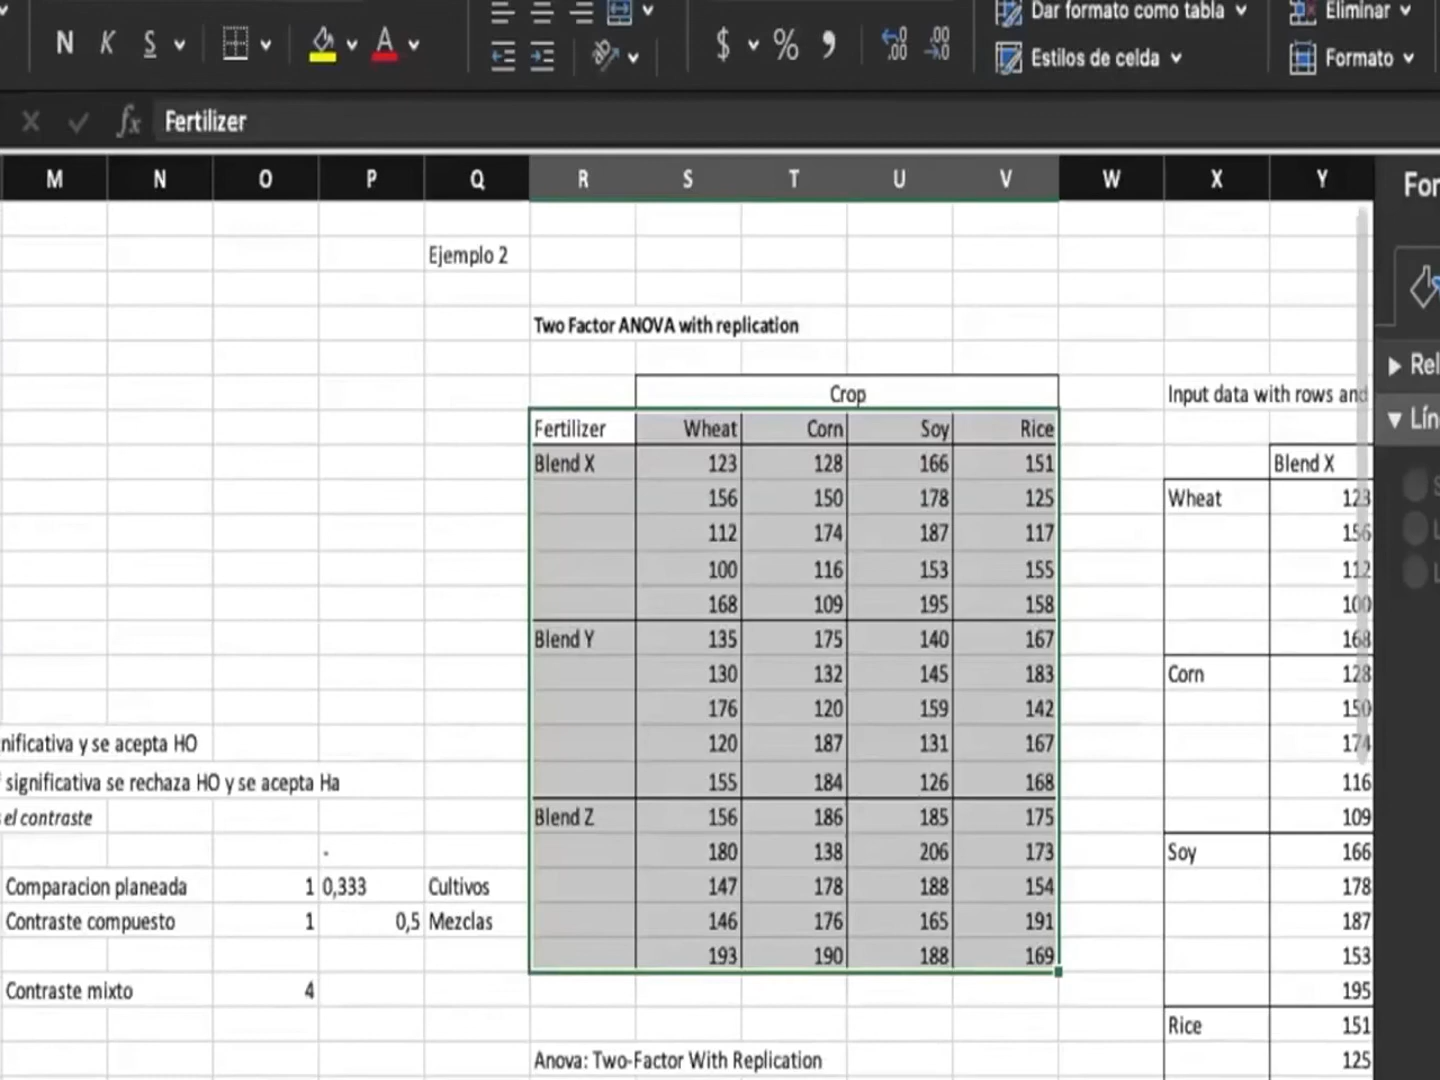 Dar formato como tabla
Eliminar
N K S
A
$ % 9
,00
,00
Estilos de celda
Formato
fx Fertilizer
M N O P Q R S T U V W X Y
Ejemplo 2
Two Factor ANOVA with replication
Crop
Input data with rows and
Fertilizer Wheat Corn Soy Rice
Blend X 123 128 166 151
Blend X
156 150 178 125
Wheat 123
112 174 187 117
156
100 116 153 155
112
168 109 195 158
100
Blend Y 135 175 140 167
168
130 132 145 183
Corn 128
176 120 159 142
150
nificativa y se acepta HO
120 187 131 167
174
significativa se rechaza HO y se acepta Ha
155 184 126 168
116
el contraste
Blend Z 156 186 185 175
109
180 138 206 173
Soy 166
Comparacion planeada 1 0,333 Cultivos
147 178 188 154
178
Contraste compuesto 1 0,5 Mezclas
146 176 165 191
187
193 190 188 169
153
Contraste mixto 4
195
Rice 151
Anova: Two-Factor With Replication
125
For
Rel
Lín